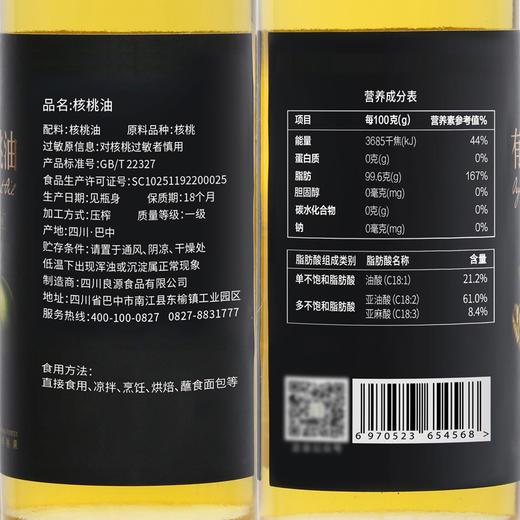 品名:核桃油
配料:核桃油 原料品种:核桃
过敏原信息:对核桃过敏者慎用
产品标准号:GB/T 22327
食品生产许可证号:SC10251192200025
生产日期:见瓶身 保质期:18个月
加工方式:压榨 质量等级:一级
产地:四川·巴中
贮存条件:请置于通风、阴凉、干燥处
低温下出现浑浊或沉淀属正常现象
制造商:四川良源食品有限公司
地址:四川省巴中市南江县东榆镇工业园区
服务热线:400-100-0827 0827-8831777
食用方法:
直接食用、凉拌、烹饪、烘焙、蘸食面包等
油
营养成分表
项目 每100克(g) 营养素参考值%
能量 3685千焦(kJ) 44%
蛋白质 0克(g) 0%
脂肪 99.6克(g) 167%
胆固醇 0毫克(mg) 0%
碳水化合物 0克(g) 0%
钠 0毫克(mg) 0%
脂肪酸组成类别 脂肪酸名称 含量
单不饱和脂肪酸 油酸(C18:1) 21.2%
多不饱和脂肪酸 亚油酸(C18:2) 61.0%
亚麻酸(C18:3) 8.4%
6 970523 654568
有